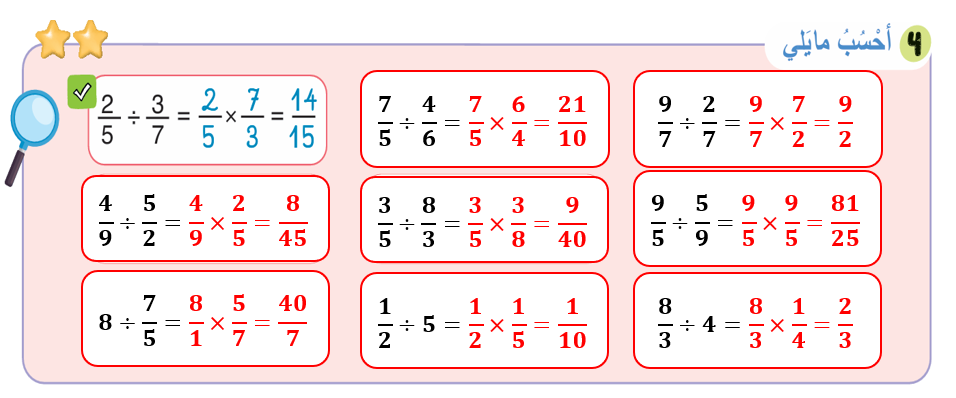 4 أحْسُبُ مايَلي
2/5 ÷ 3/7 = 2/5 × 7/3 = 14/15
7/5 ÷ 4/6 = 7/5 × 6/4 = 21/10
9/7 ÷ 2/7 = 9/7 × 7/2 = 9/2
4/9 ÷ 5/2 = 4/9 × 2/5 = 8/45
3/5 ÷ 8/3 = 3/5 × 3/8 = 9/40
9/5 ÷ 5/9 = 9/5 × 9/5 = 81/25
8 ÷ 7/5 = 8/1 × 5/7 = 40/7
1/2 ÷ 5 = 1/2 × 1/5 = 1/10
8/3 ÷ 4 = 8/3 × 1/4 = 2/3